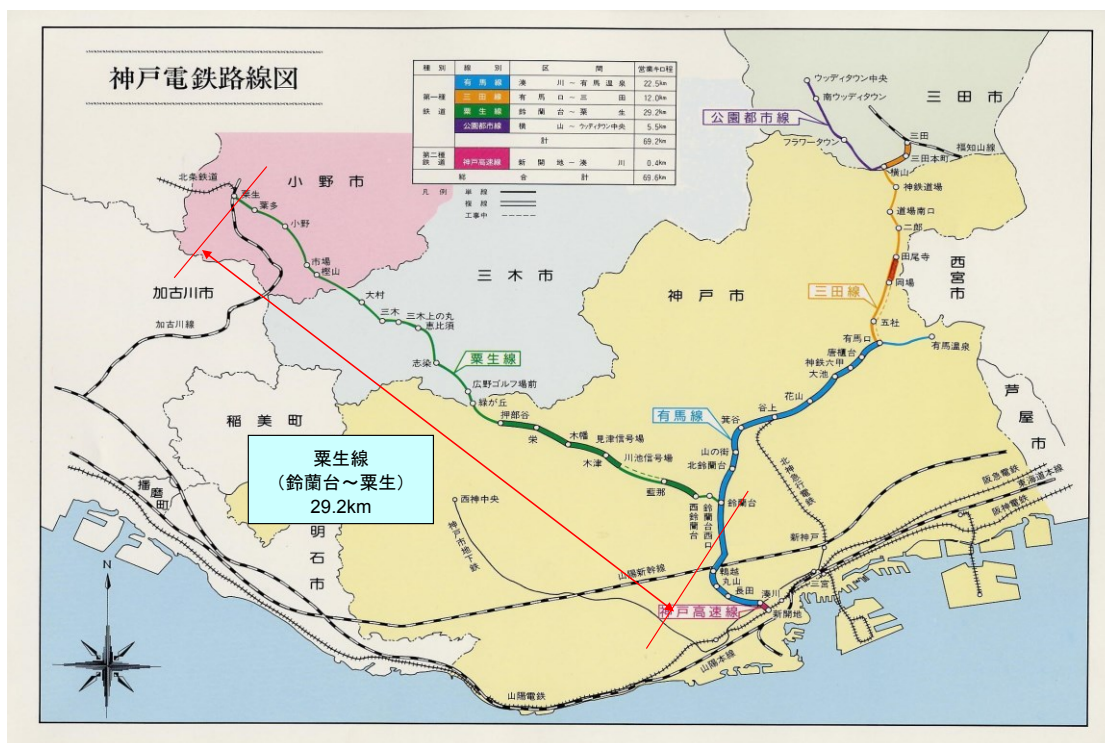 神戸電鉄路線図
種別 線別 区間 営業キロ程
第一種鉄道 有馬線 湊川～有馬温泉 22.5km
三田線 有馬口～三田 12.0km
粟生線 鈴蘭台～粟生 29.2km
公園都市線 横山～ウッディタウン中央 5.5km
計 69.2km
第二種鉄道 神戸高速線 新開地～湊川 0.4km
総合計 69.6km
凡例 単線
複線
工事中
ウッディタウン中央
南ウッディタウン
三田市
公園都市線
フラワータウン
三田
福知山線
三田本町
横山
神鉄道場
道場南口
二郎
田尾寺
岡場
西宮市
三田線
五社
有馬口
有馬温泉
北条鉄道
小野市
粟生
葉多
小野
市場
樫山
加古川市
加古川線
三木市
神戸市
大村
三木
三木上の丸
恵比須
志染
粟生線
広野ゴルフ場前
緑が丘
押部谷
栄
木幡
木津
見津信号場
川池信号場
藍那
西鈴蘭台
鈴蘭台西口
鈴蘭台
唐櫃台
神鉄六甲
大池
花山
谷上
有馬線
箕谷
山の街
北鈴蘭台
北神急行電鉄
芦屋市
稲美町
播磨町
明石市
粟生線
（鈴蘭台～粟生）
29.2km
西神中央
神戸市地下鉄
山陽新幹線
鵯越
丸山
長田
湊川
神戸高速線
新開地
新神戸
三宮
阪急電鉄
東海道本線
阪神電鉄
山陽本線
山陽電鉄
N